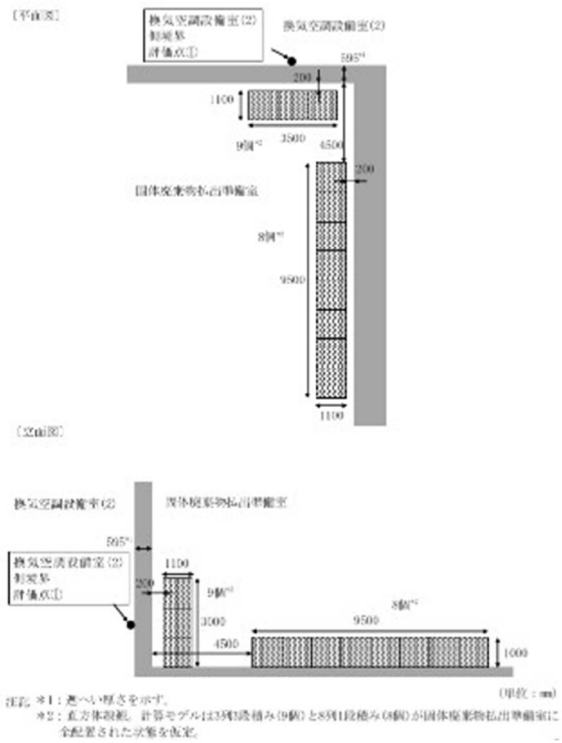 [平面図]
換気空調設備室(2)
側境界
評価点①
換気空調設備室(2)
595*¹
200
1100
3500
9個*²
4500
固体廃棄物払出準備室
200
8個*²
9500
1100
[立面図]
換気空調設備室(2)
固体廃棄物払出準備室
595*¹
換気空調設備室(2)
側境界
評価点①
1100
200
9個*²
3000
4500
8個*²
9500
1000
(単位:mm)
注記 *1:遮へい厚さを示す。
*2:直方体線源。計算モデルは3列3段積み(9個)と8列1段積み(8個)が固体廃棄物払出準備室に
全配置された状態を仮定。